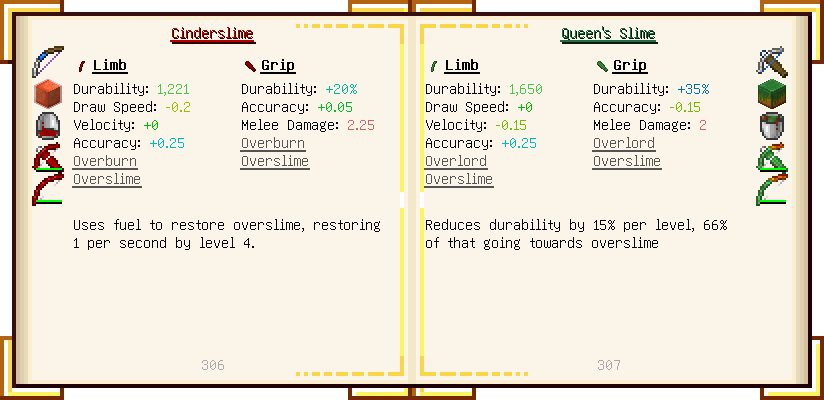 Cinderslime
Limb
Durability: 1,221
Draw Speed: -0.2
Velocity: +0
Accuracy: +0.25
Overburn
Overslime
Grip
Durability: +20%
Accuracy: +0.05
Melee Damage: 2.25
Overburn
Overslime
Uses fuel to restore overslime, restoring
1 per second by level 4.
306
Queen's Slime
Limb
Durability: 1,650
Draw Speed: +0
Velocity: -0.15
Accuracy: +0.25
Overlord
Overslime
Grip
Durability: +35%
Accuracy: -0.15
Melee Damage: 2
Overlord
Overslime
Reduces durability by 15% per level, 66%
of that going towards overslime
307